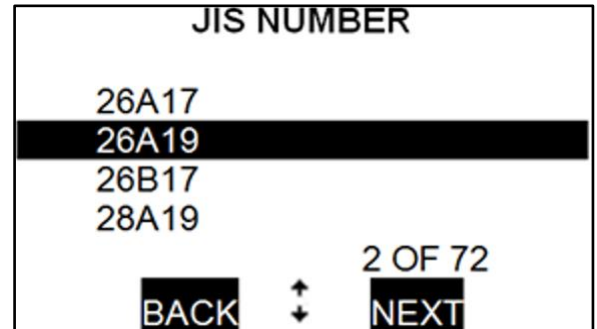 JIS NUMBER
26A17
26A19
26B17
28A19
2 OF 72
BACK NEXT